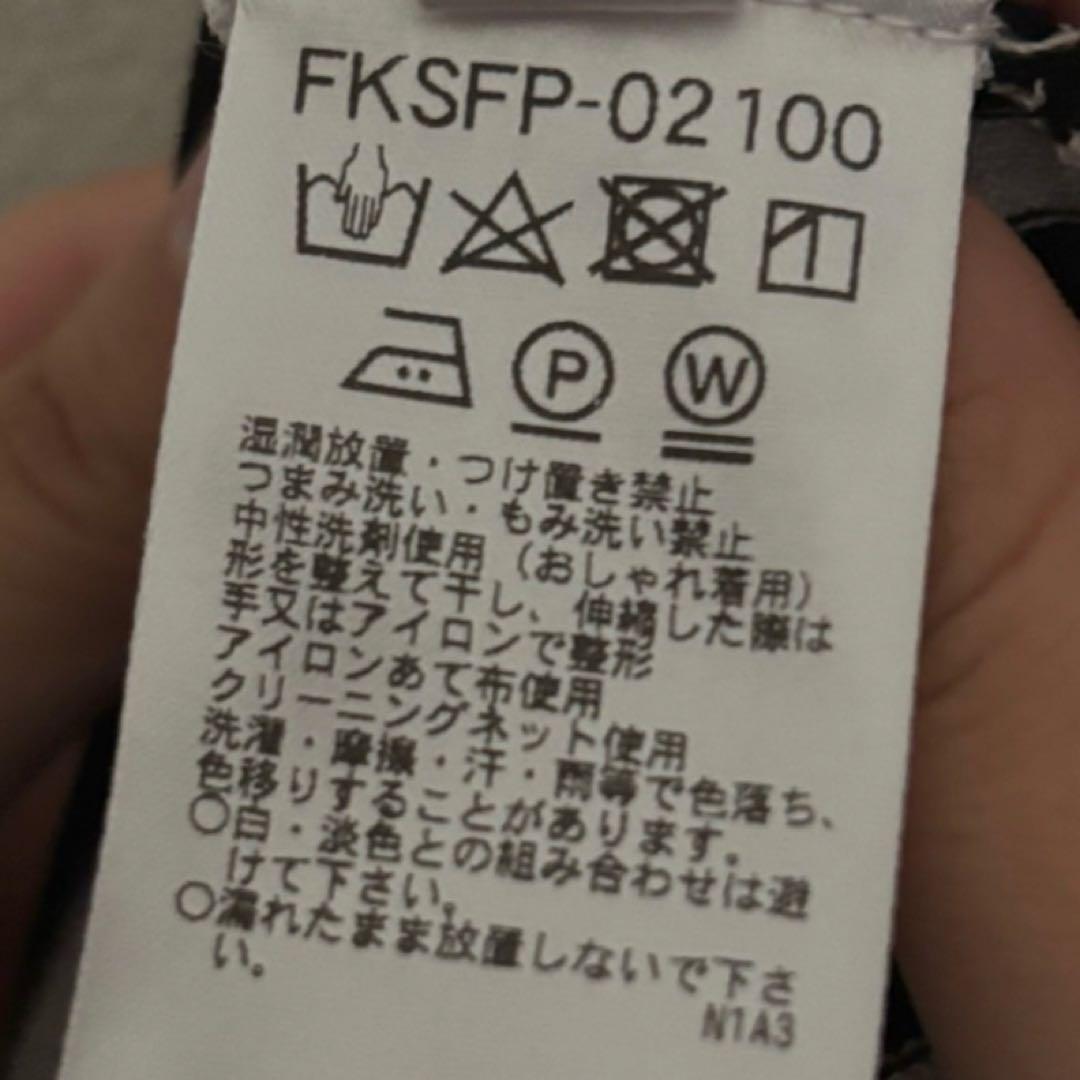 FKSFP-02100
P W
湿潤放置・つけ置き禁止
つまみ洗い・もみ洗い禁止
中性洗剤使用(おしゃれ着用)
形を整えて干し、伸縮した際は
手又はアイロンで整形
アイロンあて布使用
クリーニングネット使用
洗濯・摩擦・汗・雨等で色落ち、
色移りすることがあります。
○白・淡色との組み合わせは避
けて下さい。
○濡れたまま放置しないで下さ
い。
N1A3